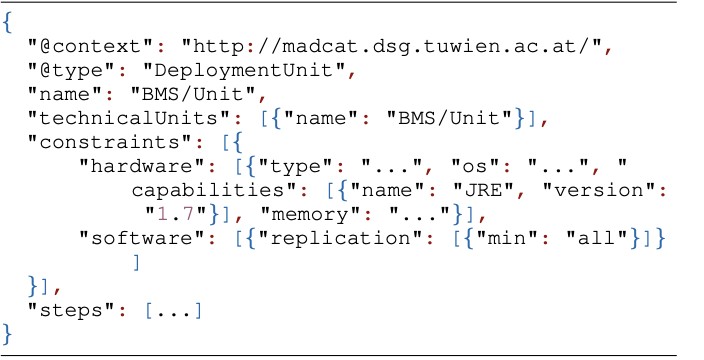 {
"@context": "http://madcat.dsg.tuwien.ac.at/",
"@type": "DeploymentUnit",
"name": "BMS/Unit",
"technicalUnits": [{"name": "BMS/Unit"}],
"constraints": [{
"hardware": [{"type": "...", "os": "...", "
capabilities": [{"name": "JRE", "version":
"1.7"}], "memory": "..."}],
"software": [{"replication": [{"min": "all"}]}
]
}],
"steps": [...]
}